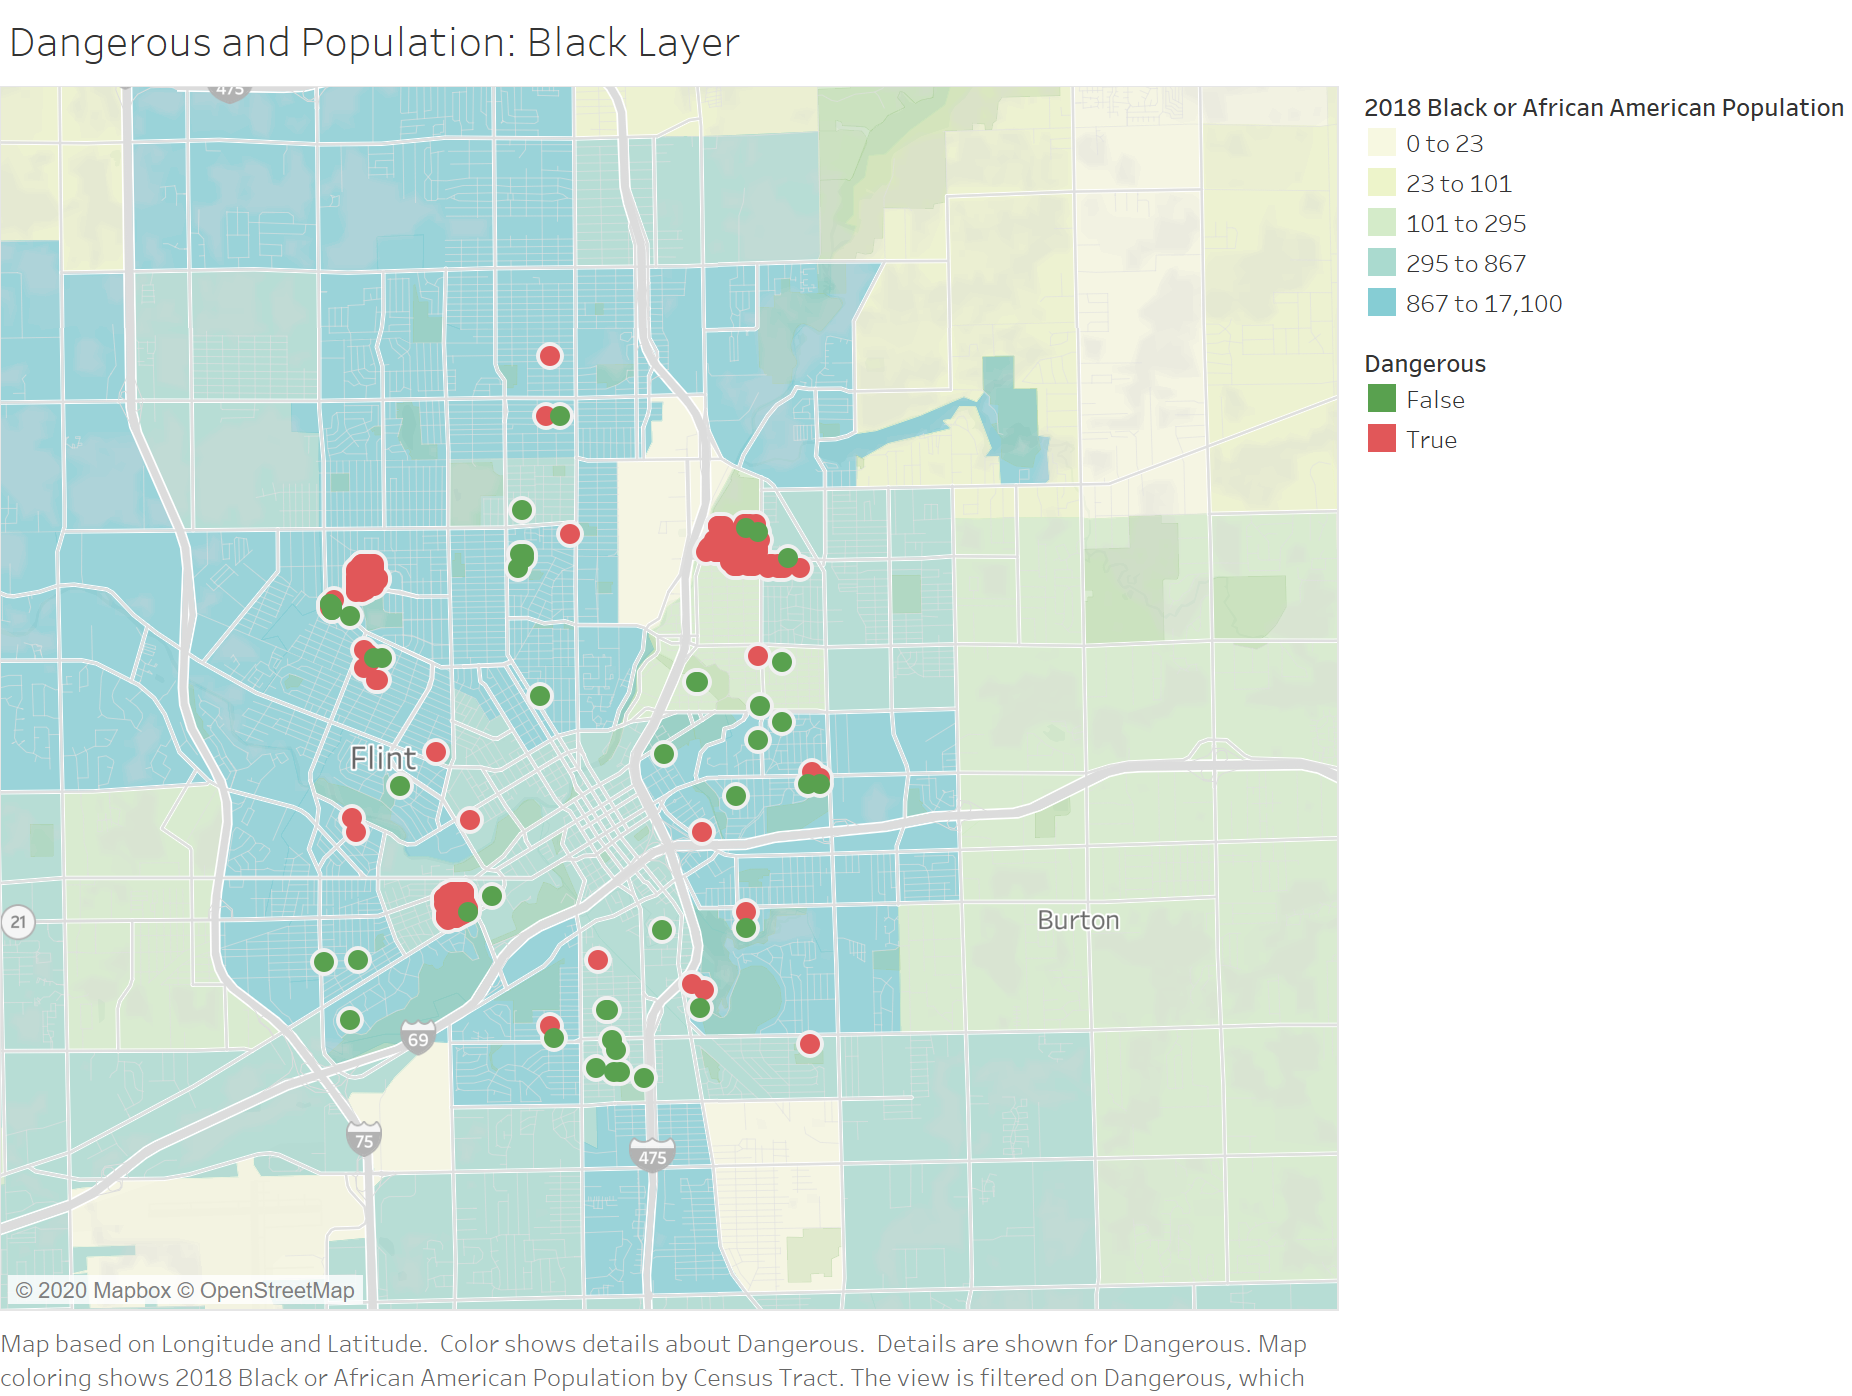 Dangerous and Population: Black Layer
475
2018 Black or African American Population
0 to 23
23 to 101
101 to 295
295 to 867
867 to 17,100
Dangerous
False
True
Flint
21
Burton
69
75
475
© 2020 Mapbox © OpenStreetMap
Map based on Longitude and Latitude.  Color shows details about Dangerous.  Details are shown for Dangerous. Map
coloring shows 2018 Black or African American Population by Census Tract. The view is filtered on Dangerous, which